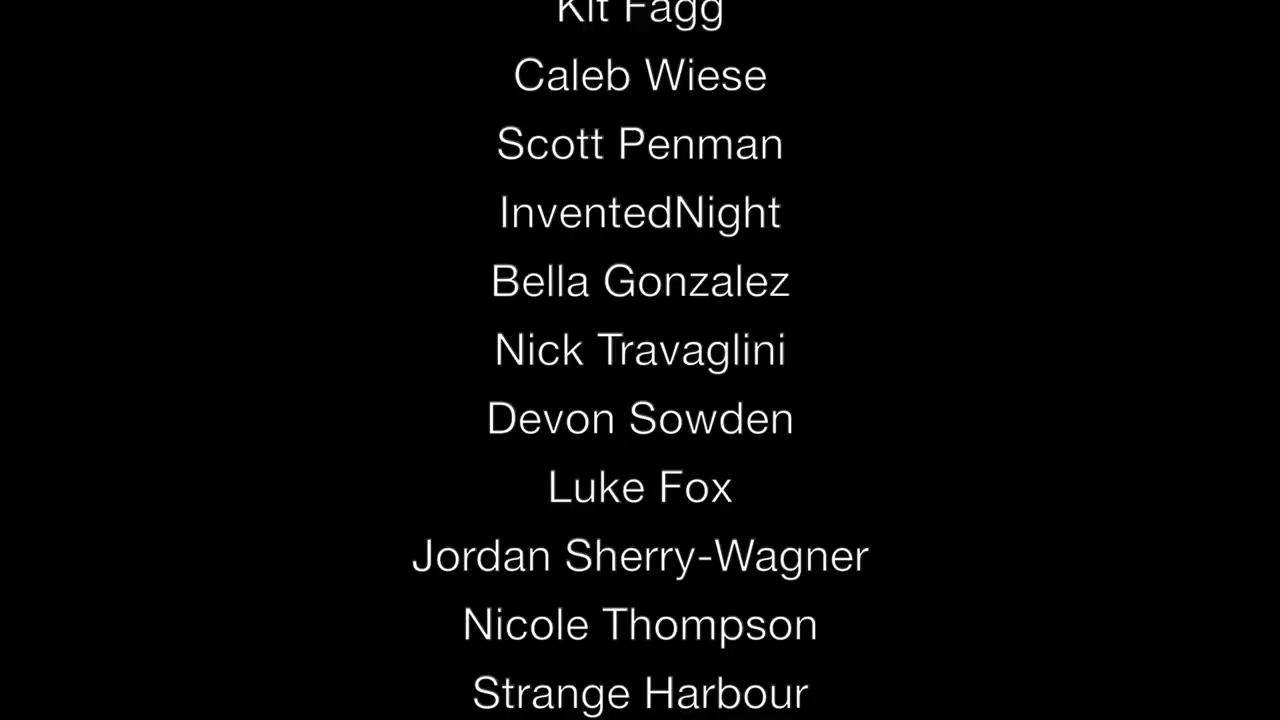 Kit Fagg
Caleb Wiese
Scott Penman
InventedNight
Bella Gonzalez
Nick Travaglini
Devon Sowden
Luke Fox
Jordan Sherry-Wagner
Nicole Thompson
Strange Harbour